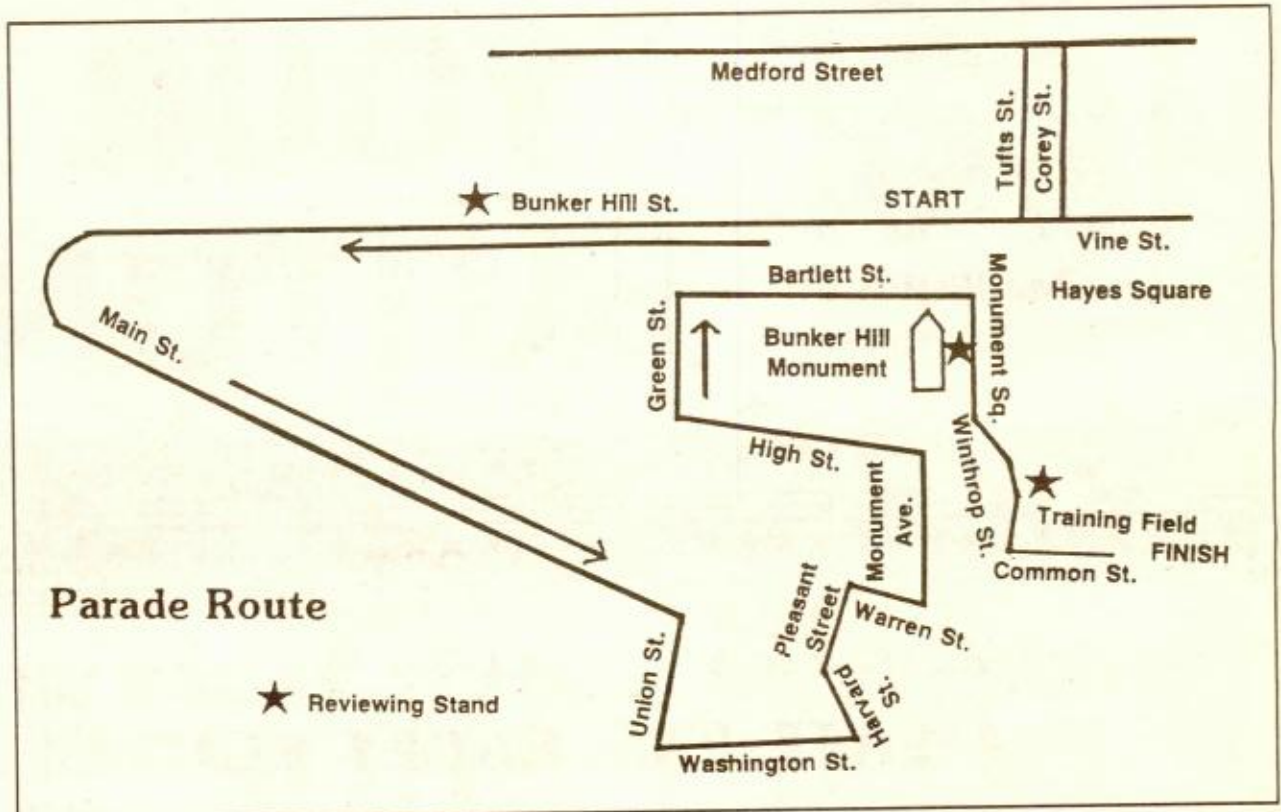 Medford Street
Tufts St.
Corey St.
Bunker Hill St.
START
Vine St.
Bartlett St.
Hayes Square
Monument Sq.
Main St.
Green St.
Bunker Hill
Monument
High St.
Winthrop St.
Monument
Ave.
Training Field
FINISH
Common St.
Parade Route
Pleasant
Street
Warren St.
Union St.
Harvard
St.
Reviewing Stand
Washington St.